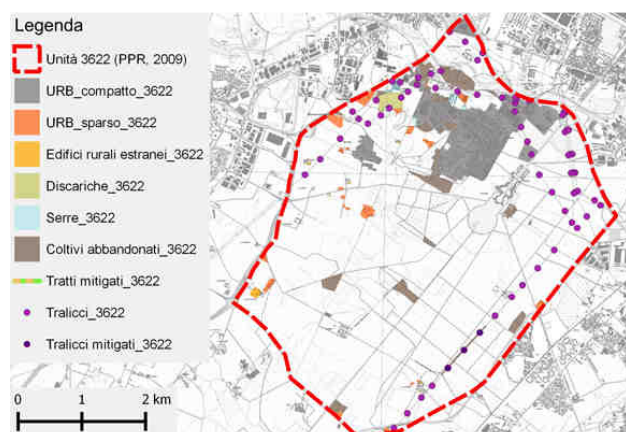 Legenda
Unità 3622 (PPR, 2009)
URB_compatto_3622
URB_sparso_3622
Edifici rurali estranei_3622
Discariche_3622
Serre_3622
Coltivi abbandonati_3622
Tratti mitigati_3622
Tralicci_3622
Tralicci mitigati_3622
0 1 2 km